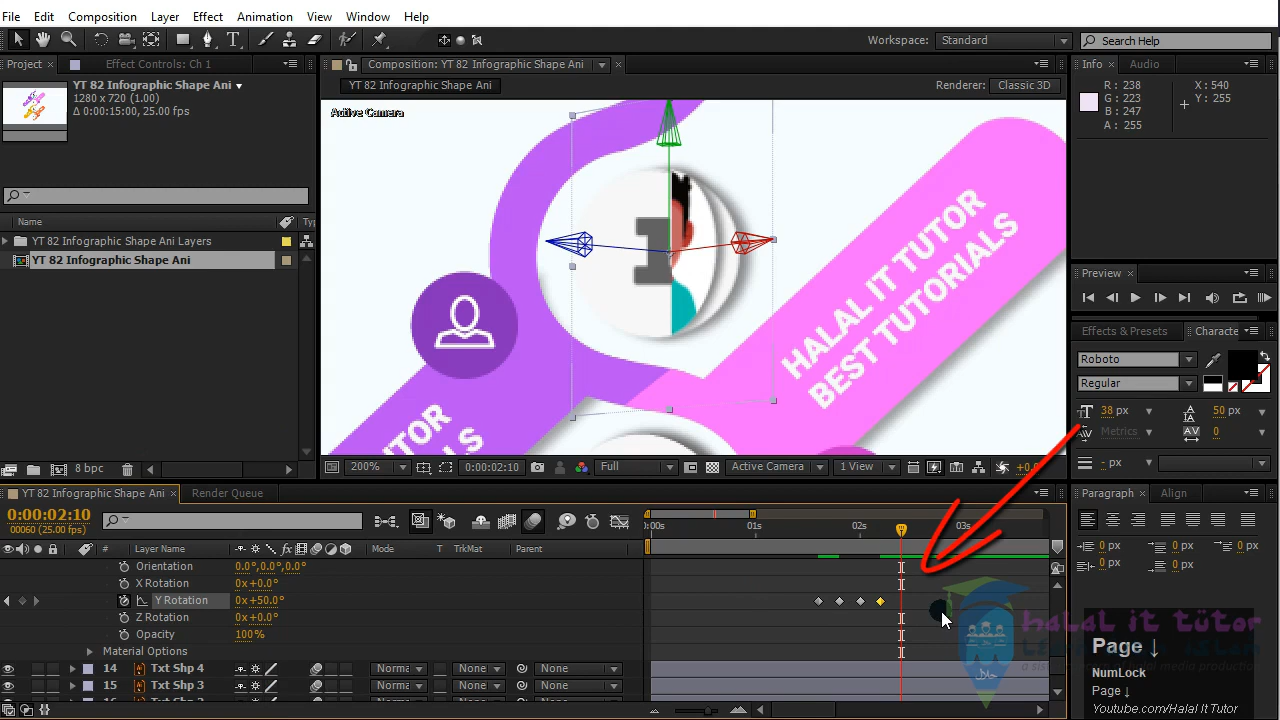 File Edit Composition Layer Effect Animation View Window Help
Workspace: Standard Search Help
Project Effect Controls: Ch 1
YT 82 Infographic Shape Ani
1280 x 720 (1.00)
Δ 0:00:15:00, 25.00 fps
Name
YT 82 Infographic Shape Ani Layers
YT 82 Infographic Shape Ani
8 bpc
Composition: YT 82 Infographic Shape Ani
YT 82 Infographic Shape Ani
Renderer: Classic 3D
Active Camera
HALAL IT TUTOR
BEST TUTORIALS
200% 0:00:02:10 Full Active Camera 1 View +0.0
Info Audio
R: 238
G: 223
B: 247
A: 255
X: 540
Y: 255
Preview
Effects & Presets Characte
Roboto
Regular
38 px 50 px
Metrics 0
- px
Paragraph Align
0 px 0 px 0 px
0 px 0 px
YT 82 Infographic Shape Ani Render Queue
0:00:02:10
00060 (25.00 fps)
:00s 01s 02s 03s
# Layer Name Mode T TrkMat Parent
Orientation 0.0°,0.0°,0.0°
X Rotation 0x+0.0°
Y Rotation 0x+50.0°
Z Rotation 0x+0.0°
Opacity 100%
Material Options
14 Txt Shp 4 Norma None None
15 Txt Shp 3 Norma None None
halal it tutor
Page ↓
NumLock
Page ↓
Youtube.com/Halal It Tutor